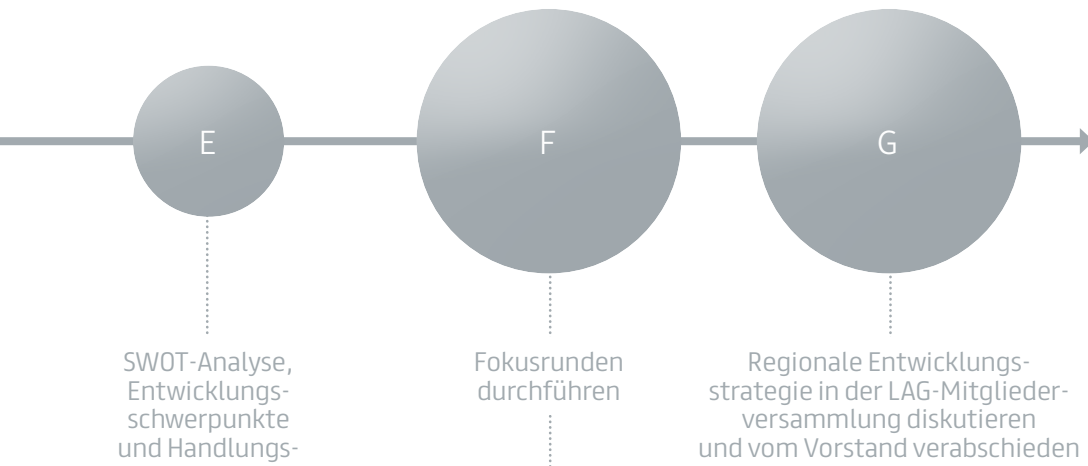 E
F
G
SWOT-Analyse,
Entwicklungs-
schwerpunkte
und Handlungs-
Fokusrunden
durchführen
Regionale Entwicklungs-
strategie in der LAG-Mitglieder-
versammlung diskutieren
und vom Vorstand verabschieden